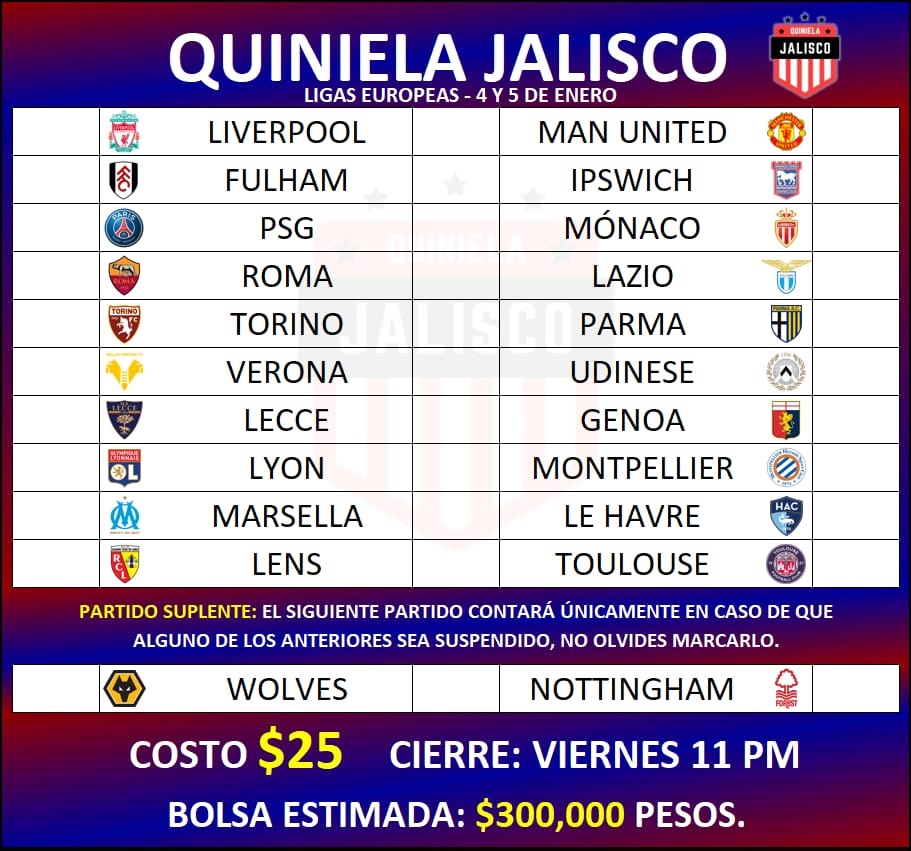 QUINIELA JALISCO
QUINIELA
JALISCO
LIGAS EUROPEAS - 4 Y 5 DE ENERO
LIVERPOOL MAN UNITED
FULHAM IPSWICH
PSG MÓNACO
ROMA LAZIO
TORINO PARMA
VERONA UDINESE
LECCE GENOA
LYON MONTPELLIER
MARSELLA LE HAVRE
LENS TOULOUSE
QUINIELA
JALISCO
PARTIDO SUPLENTE: EL SIGUIENTE PARTIDO CONTARÁ ÚNICAMENTE EN CASO DE QUE
ALGUNO DE LOS ANTERIORES SEA SUSPENDIDO, NO OLVIDES MARCARLO.
WOLVES NOTTINGHAM
COSTO $25 CIERRE: VIERNES 11 PM
BOLSA ESTIMADA: $300,000 PESOS.